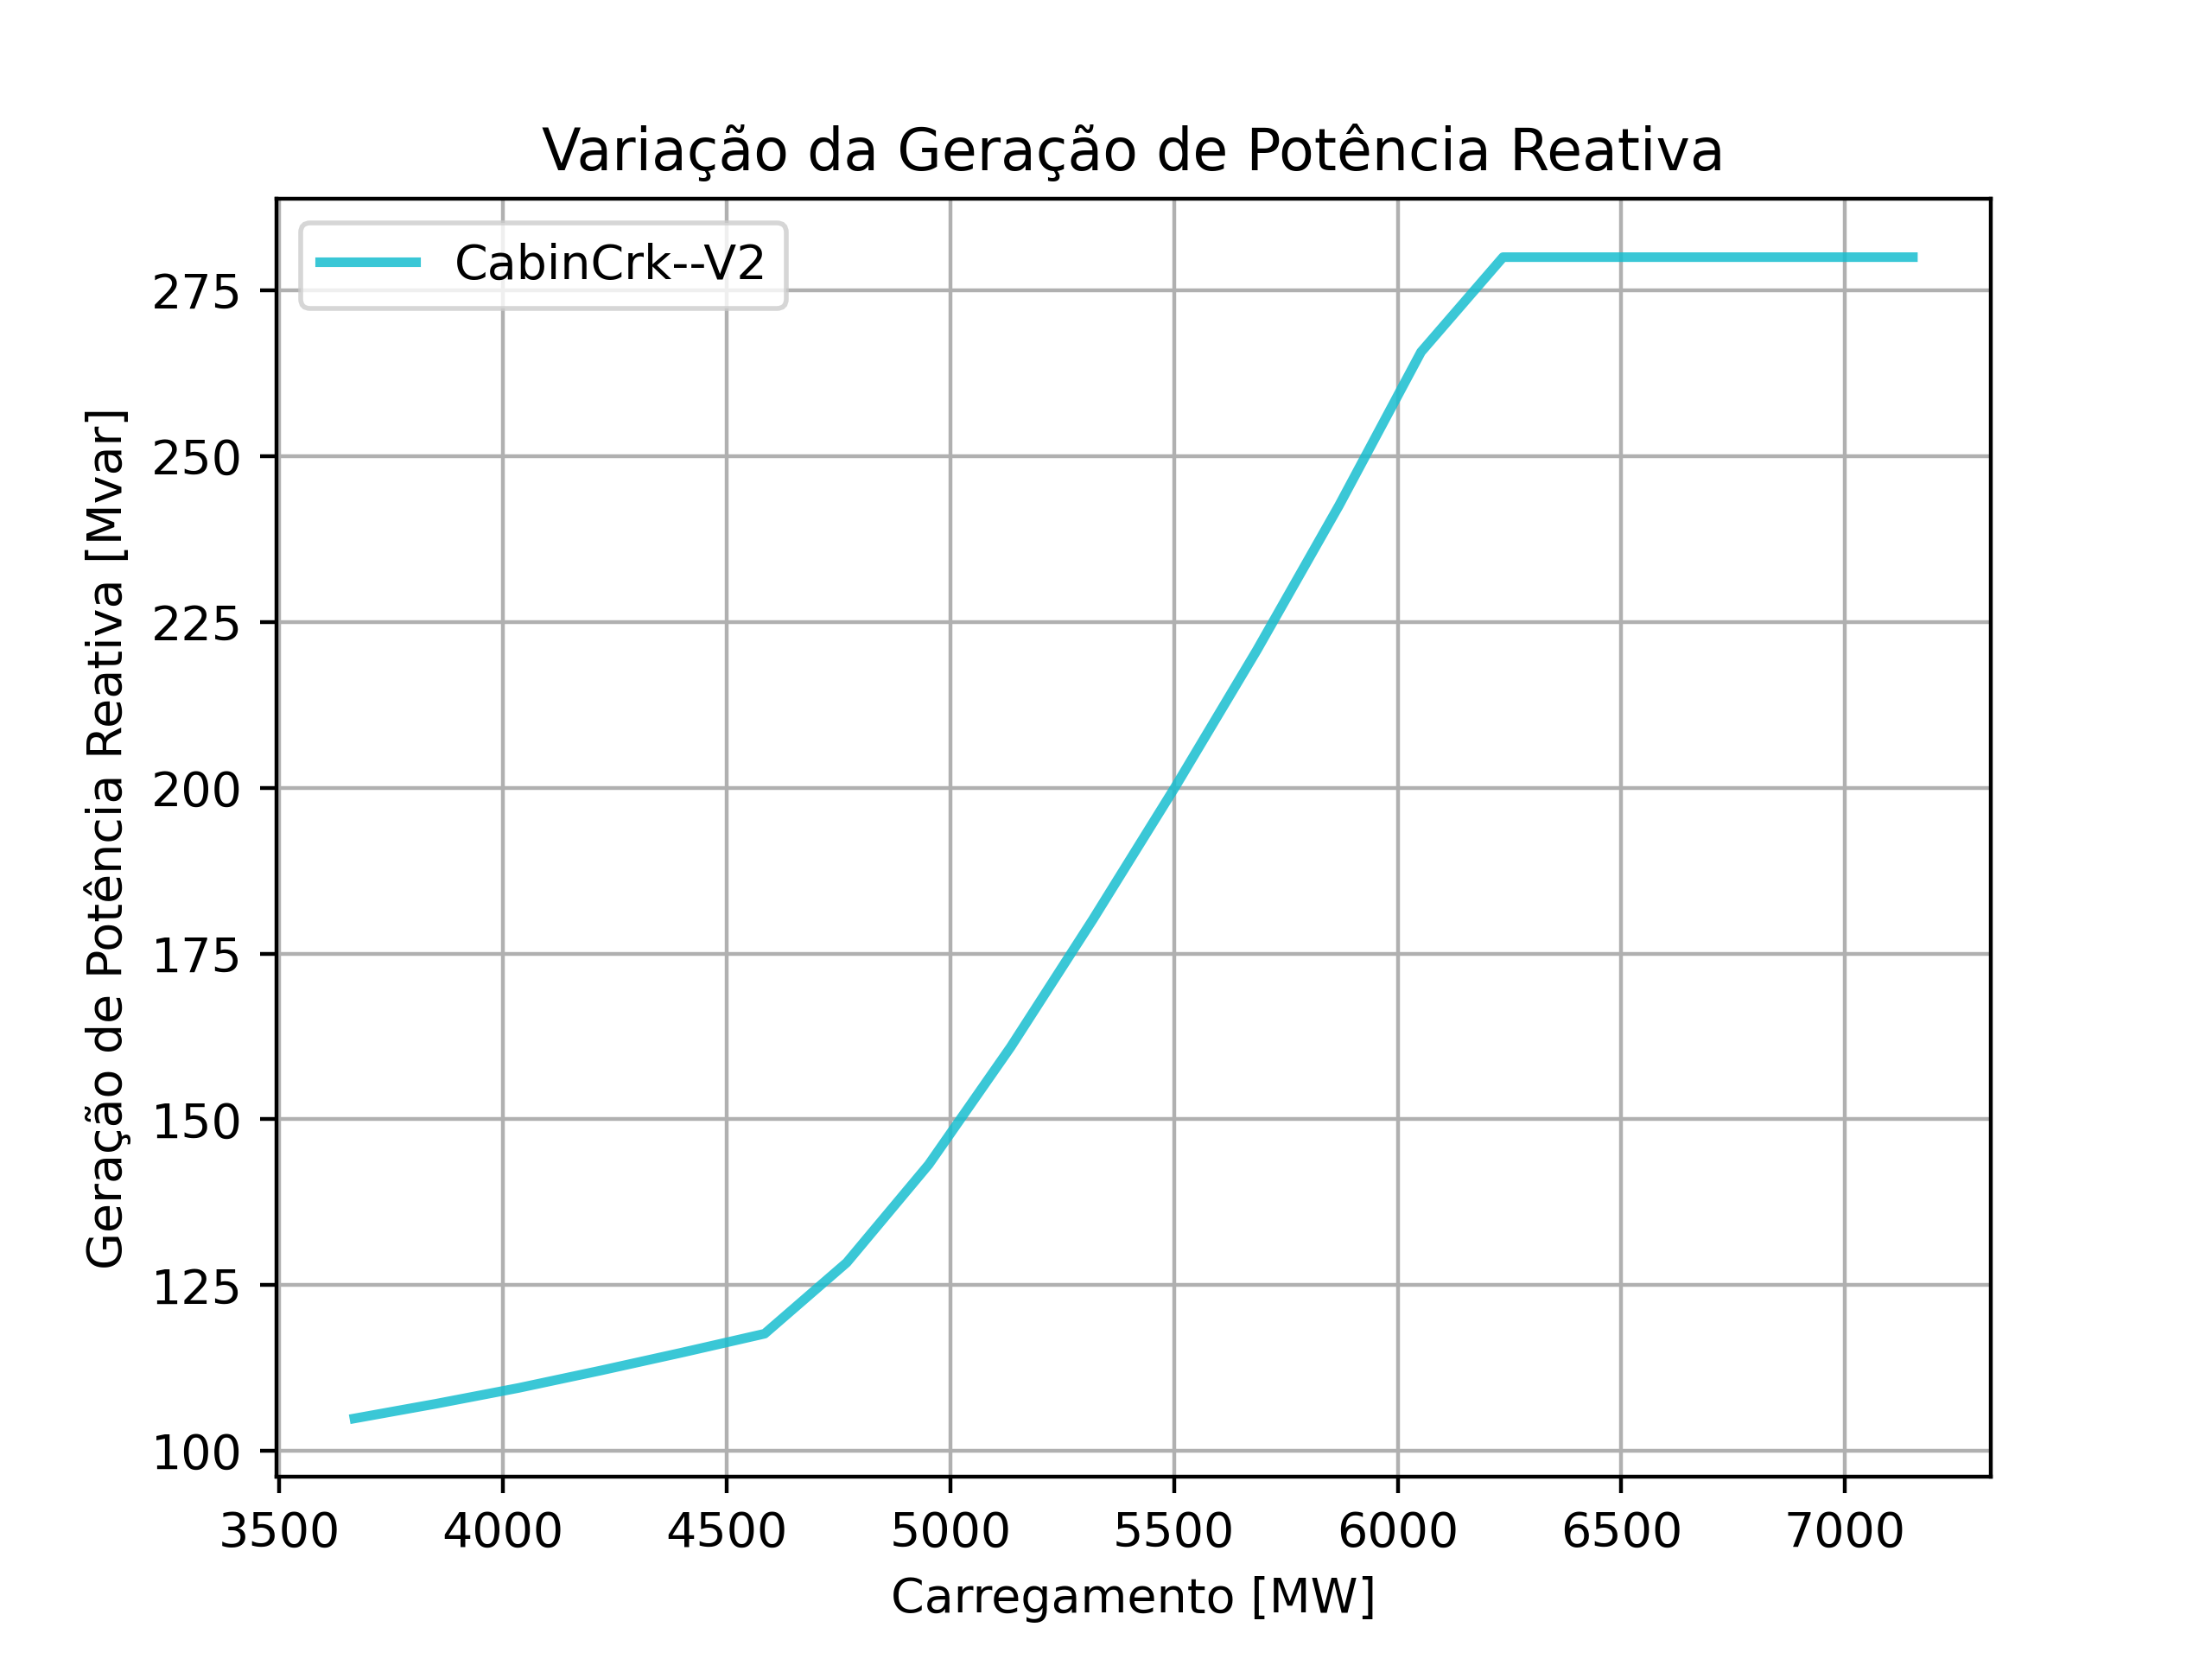 Variação da Geração de Potência Reativa
CabinCrk--V2
Geração de Potência Reativa [Mvar]
275
250
225
200
175
150
125
100
3500 4000 4500 5000 5500 6000 6500 7000
Carregamento [MW]